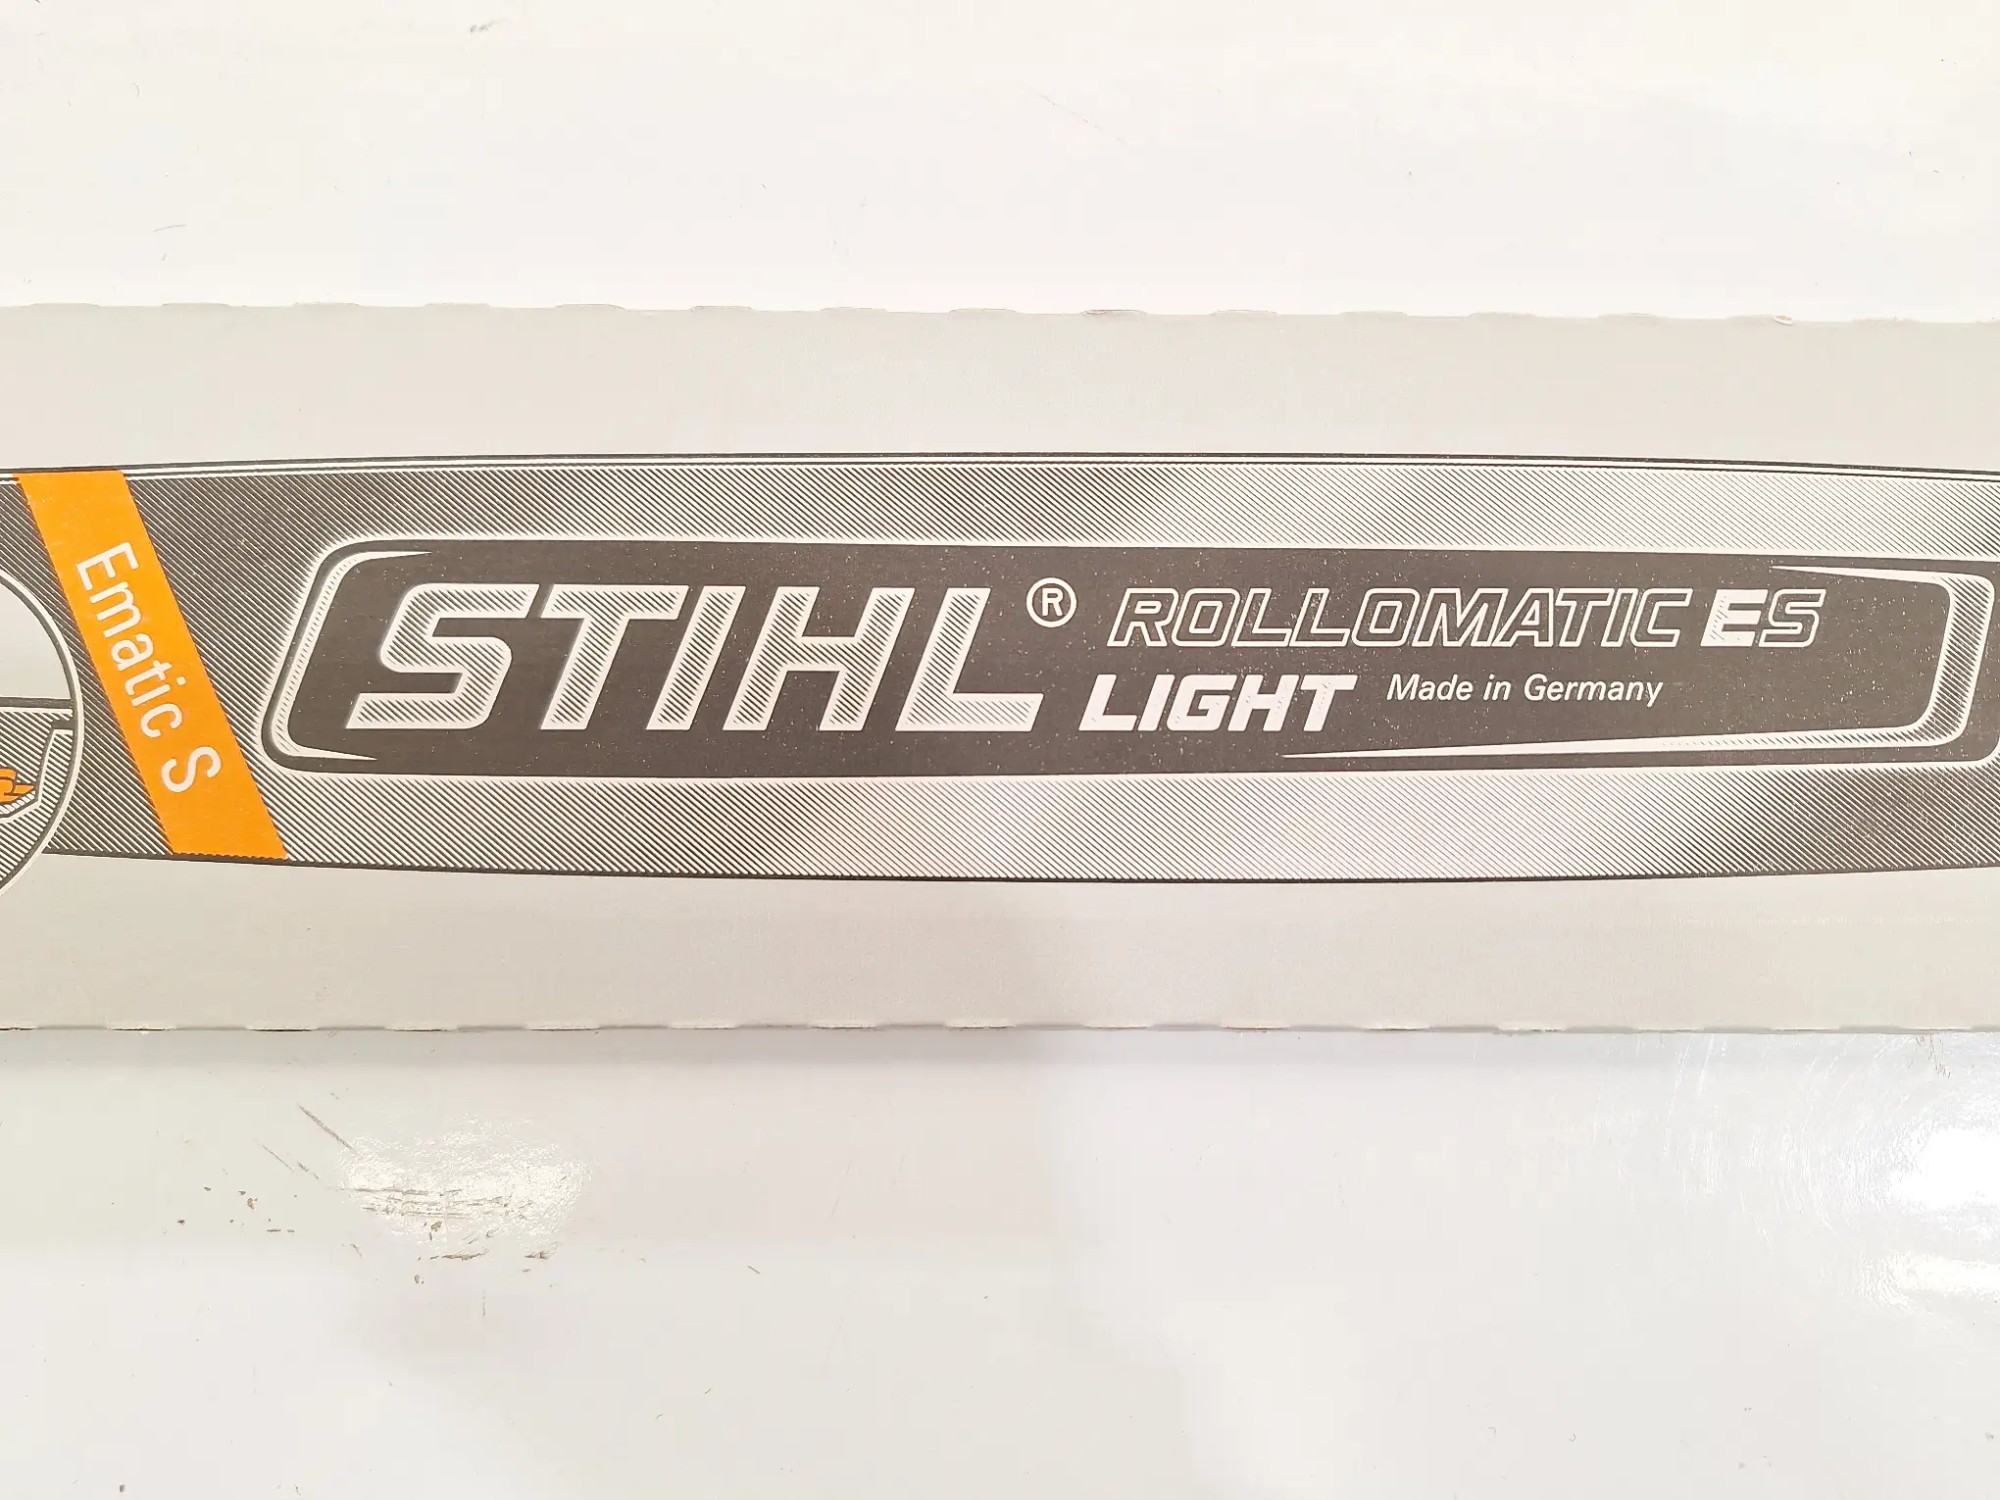 Ematic S
STIHL® ROLLOMATIC ES
LIGHT Made in Germany